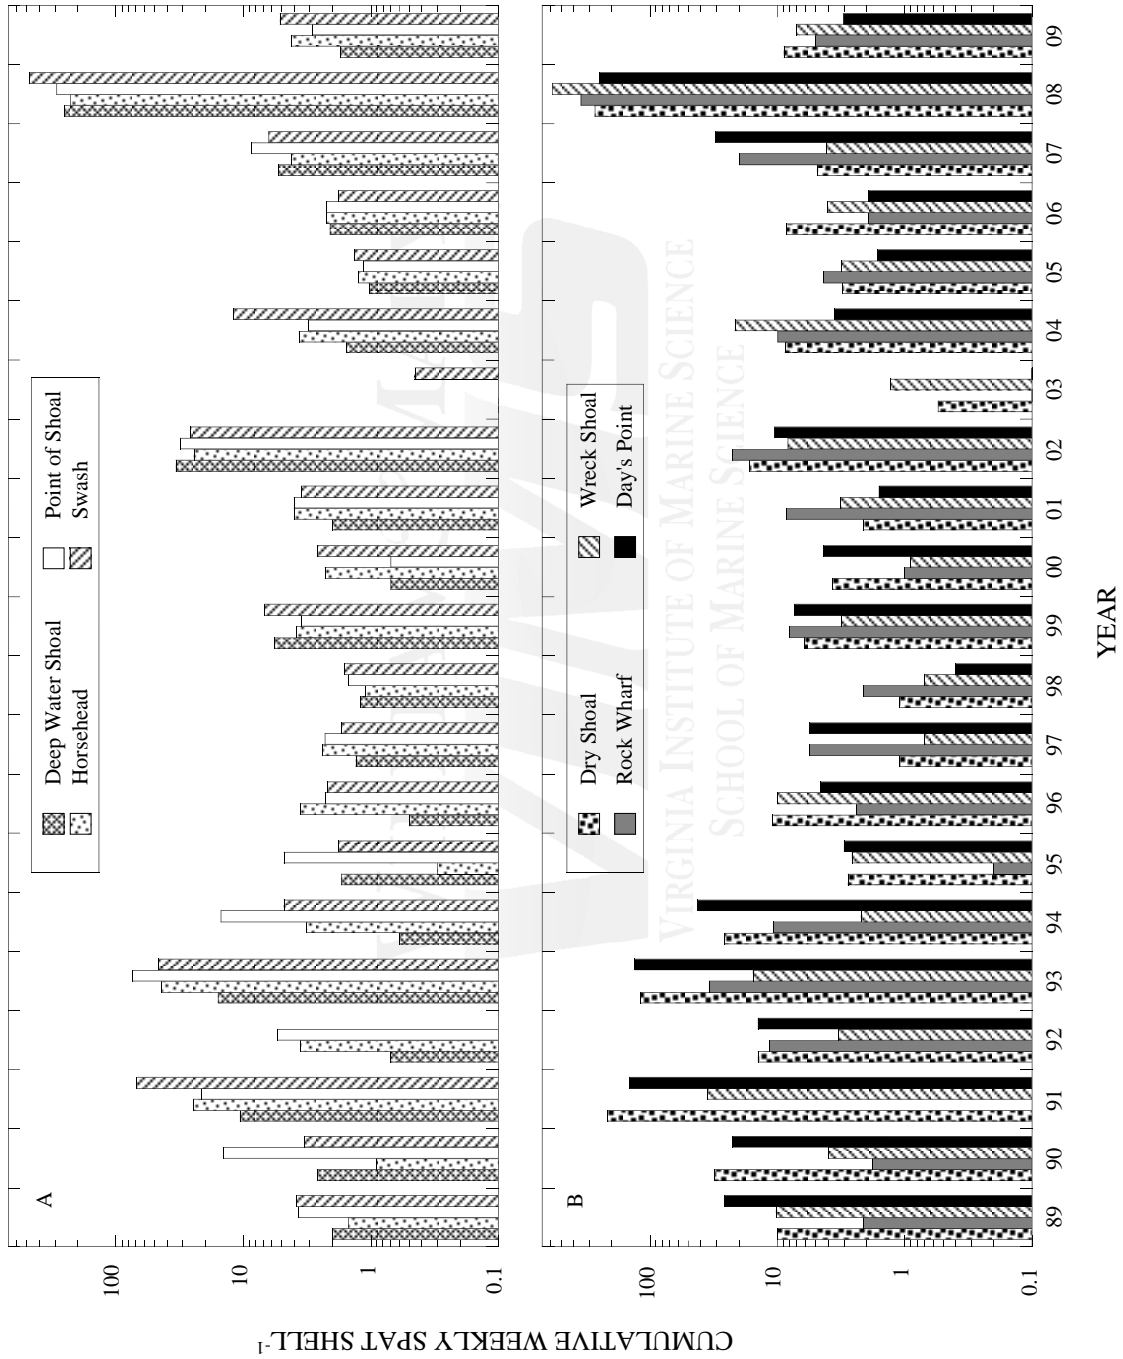 A
Deep Water Shoal
Horsehead
Point of Shoal
Swash
100
10
1
0.1
B
Dry Shoal
Rock Wharf
Wreck Shoal
Day's Point
100
10
1
0.1
89 90 91 92 93 94 95 96 97 98 99 00 01 02 03 04 05 06 07 08 09
YEAR
CUMULATIVE WEEKLY SPAT SHELL-1
VIRGINIA INSTITUTE OF MARINE SCIENCE
SCHOOL OF MARINE SCIENCE